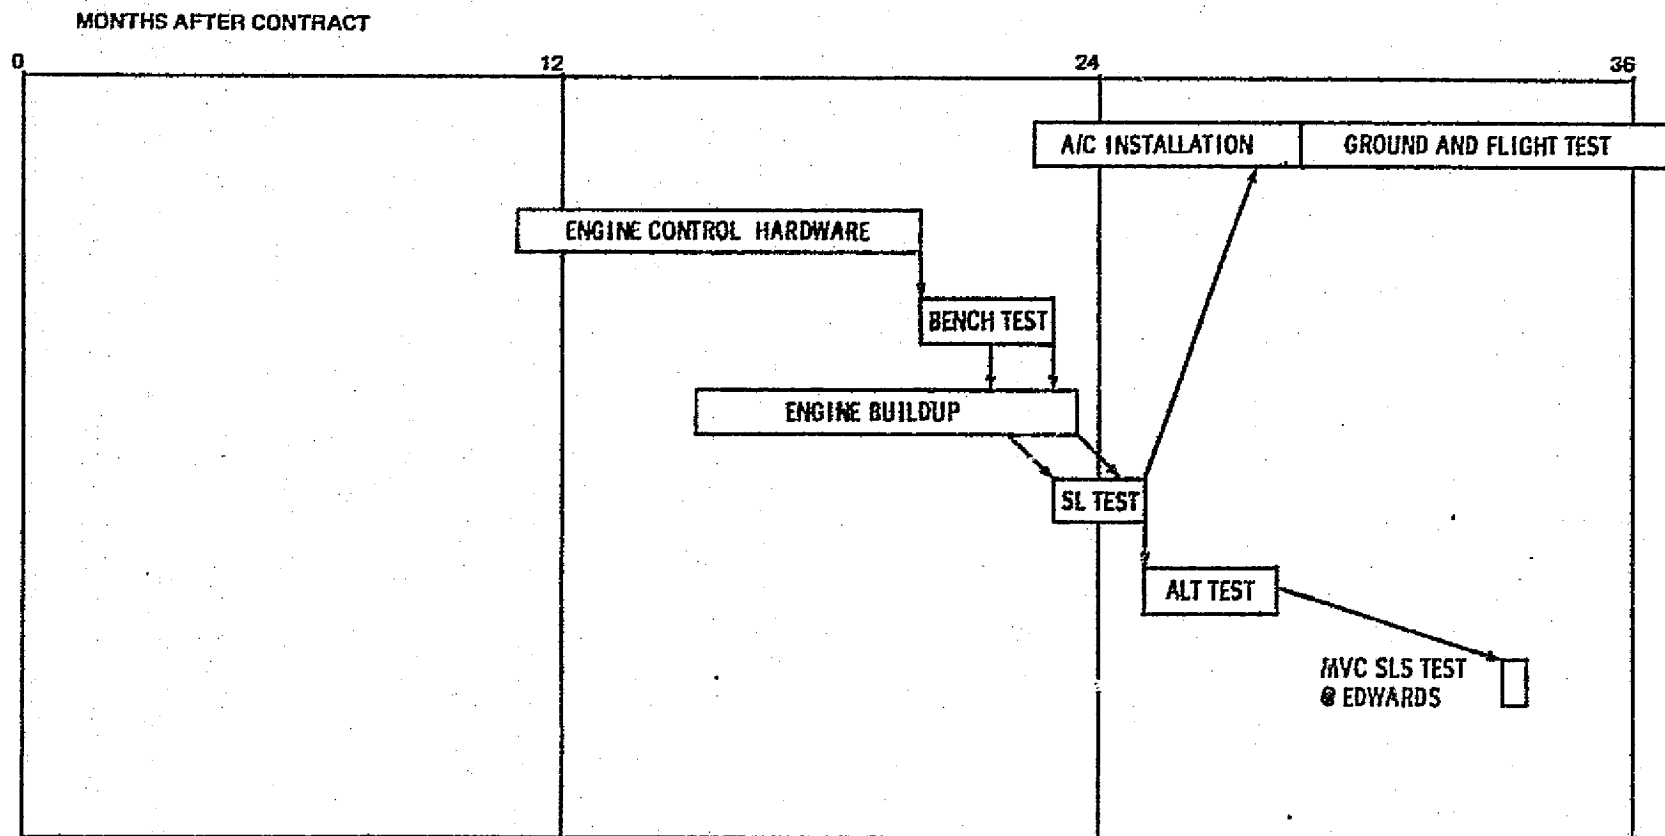 MONTHS AFTER CONTRACT
0 12 24 36
A/C INSTALLATION GROUND AND FLIGHT TEST
ENGINE CONTROL HARDWARE
BENCH TEST
ENGINE BUILDUP
SL TEST
ALT TEST
MVC SLS TEST
@ EDWARDS